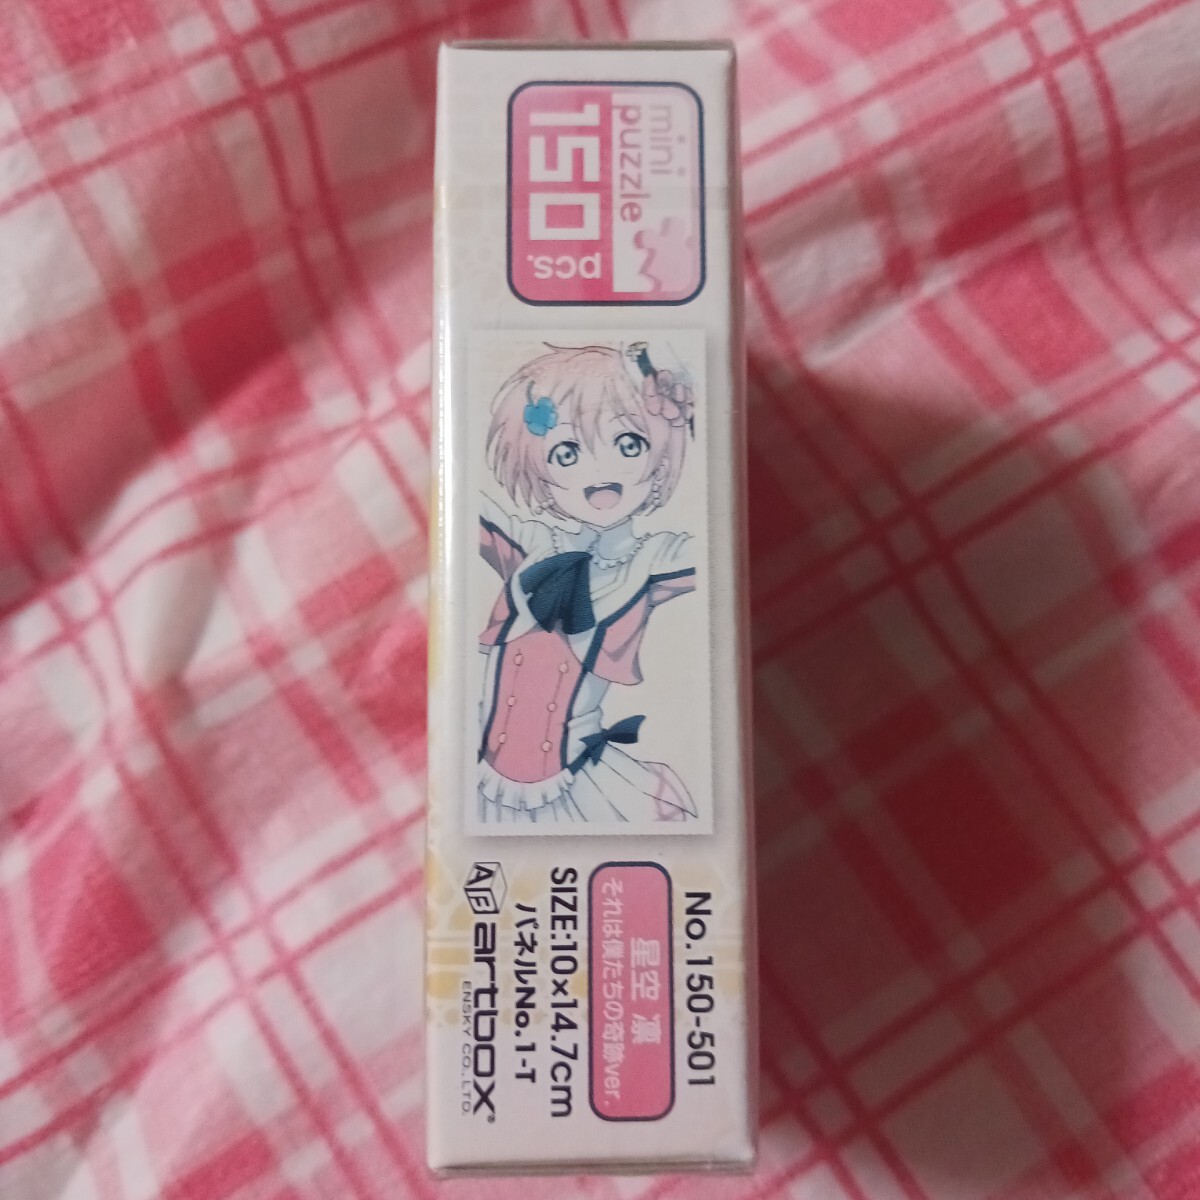 mini
puzzle
150
pcs.
No.150-501
星空 凛
それは僕たちの奇跡ver.
SIZE:10×14.7cm
パネルNo.1-T
AE artbox®
ENSKY CO., LTD.